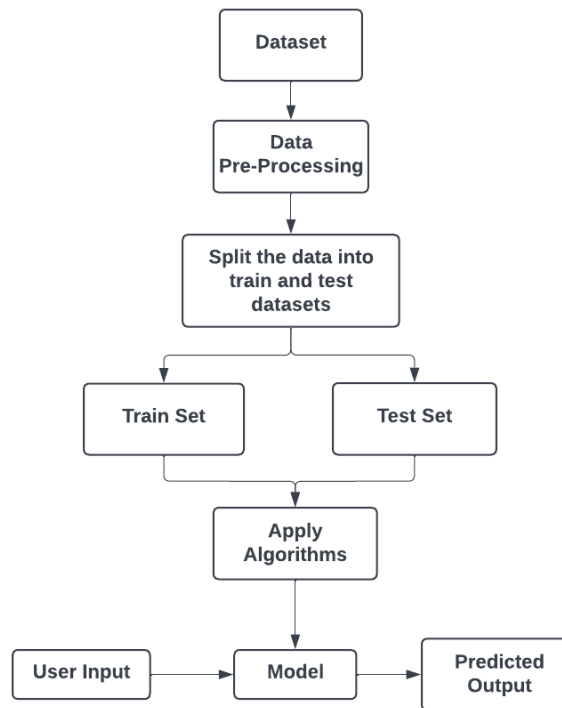 Dataset
Data
Pre-Processing
Split the data into
train and test
datasets
Train Set
Test Set
Apply
Algorithms
User Input
Model
Predicted
Output